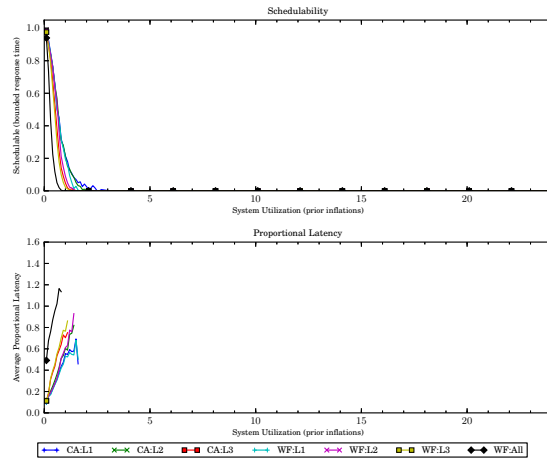 Schedulability
1.0
0.8
0.6
0.4
0.2
0.0
Schedulable (bounded response time)
0 5 10 15 20
System Utilization (prior inflations)
Proportional Latency
1.6
1.4
1.2
1.0
0.8
0.6
0.4
0.2
0.0
Average Proportional Latency
0 5 10 15 20
System Utilization (prior inflations)
CA:L1 CA:L2 CA:L3 WF:L1 WF:L2 WF:L3 WF:All